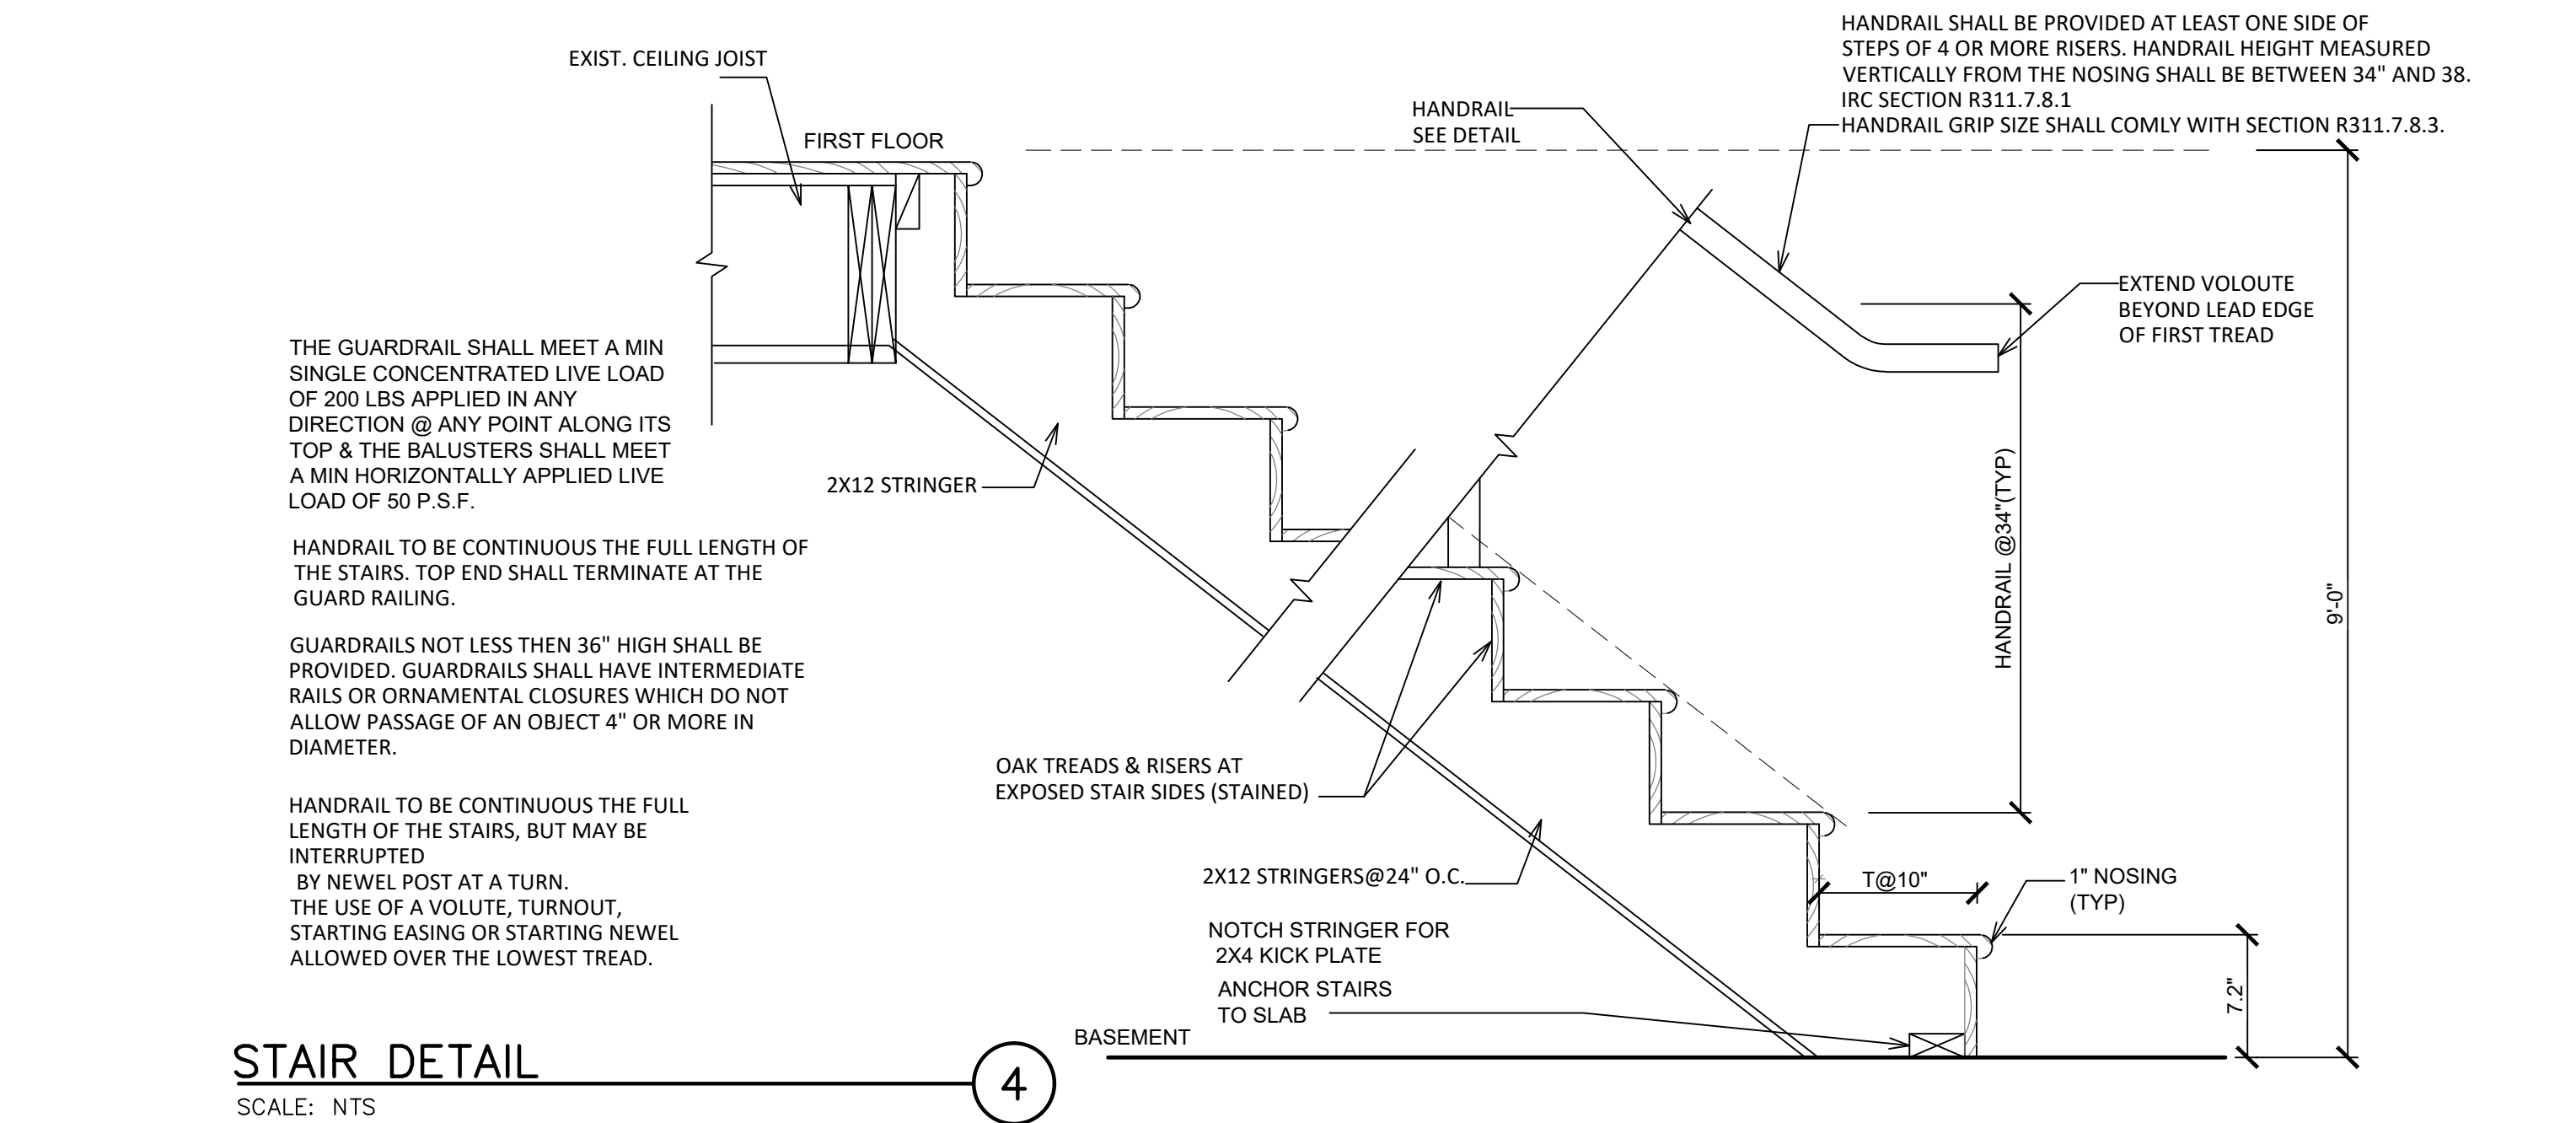 HANDRAIL SHALL BE PROVIDED AT LEAST ONE SIDE OF
STEPS OF 4 OR MORE RISERS. HANDRAIL HEIGHT MEASURED
VERTICALLY FROM THE NOSING SHALL BE BETWEEN 34" AND 38.
IRC SECTION R311.7.8.1
HANDRAIL GRIP SIZE SHALL COMLY WITH SECTION R311.7.8.3.
EXIST. CEILING JOIST
HANDRAIL
SEE DETAIL
FIRST FLOOR
EXTEND VOLOUTE
BEYOND LEAD EDGE
OF FIRST TREAD
THE GUARDRAIL SHALL MEET A MIN
SINGLE CONCENTRATED LIVE LOAD
OF 200 LBS APPLIED IN ANY
DIRECTION @ ANY POINT ALONG ITS
TOP & THE BALUSTERS SHALL MEET
A MIN HORIZONTALLY APPLIED LIVE
LOAD OF 50 P.S.F.
2X12 STRINGER
HANDRAIL TO BE CONTINUOUS THE FULL LENGTH OF
THE STAIRS. TOP END SHALL TERMINATE AT THE
GUARD RAILING.
HANDRAIL @34"(TYP)
9'-0"
GUARDRAILS NOT LESS THEN 36" HIGH SHALL BE
PROVIDED. GUARDRAILS SHALL HAVE INTERMEDIATE
RAILS OR ORNAMENTAL CLOSURES WHICH DO NOT
ALLOW PASSAGE OF AN OBJECT 4" OR MORE IN
DIAMETER.
OAK TREADS & RISERS AT
EXPOSED STAIR SIDES (STAINED)
HANDRAIL TO BE CONTINUOUS THE FULL
LENGTH OF THE STAIRS, BUT MAY BE
INTERRUPTED
BY NEWEL POST AT A TURN.
THE USE OF A VOLUTE, TURNOUT,
STARTING EASING OR STARTING NEWEL
ALLOWED OVER THE LOWEST TREAD.
2X12 STRINGERS@24" O.C.
T@10"
1" NOSING
(TYP)
NOTCH STRINGER FOR
2X4 KICK PLATE
ANCHOR STAIRS
TO SLAB
7.2"
BASEMENT
STAIR DETAIL
4
SCALE: NTS